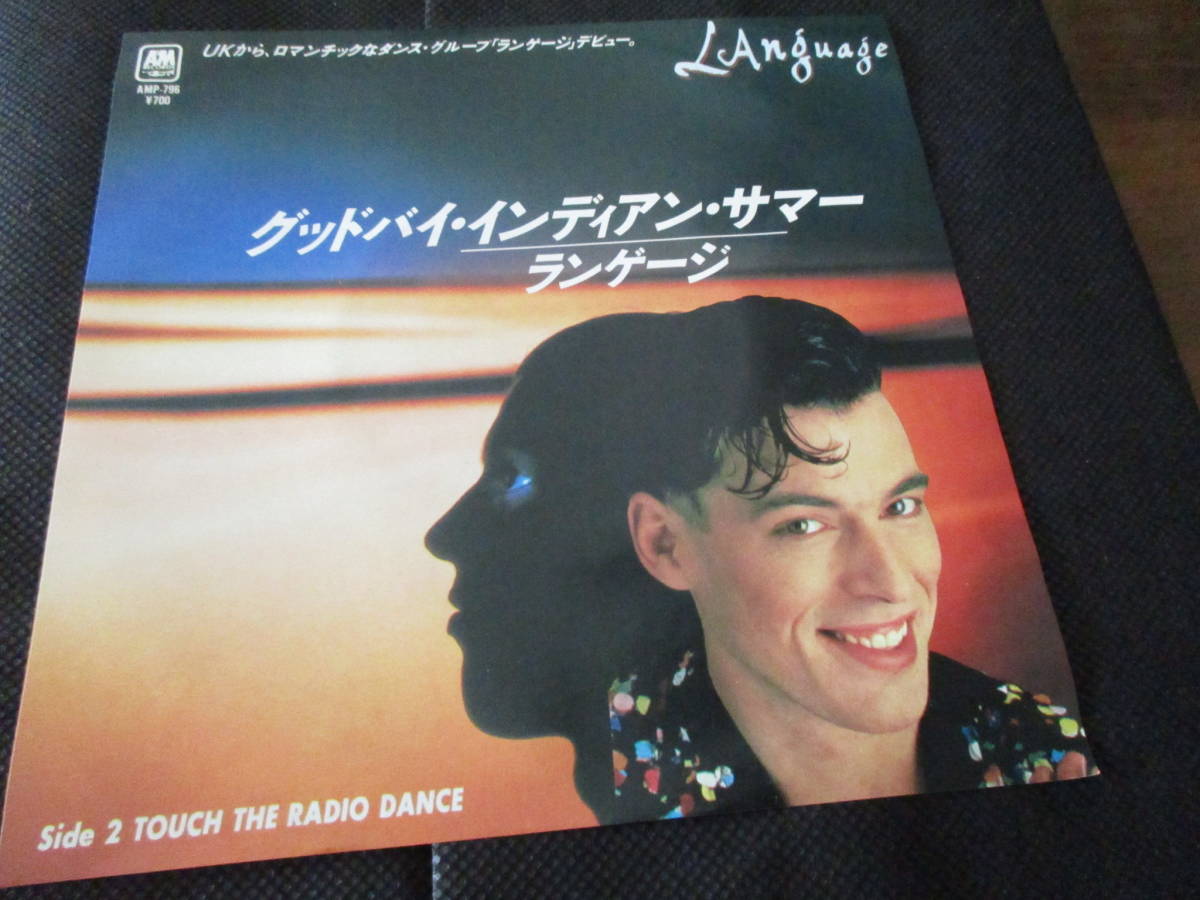 A&M
RECORDS
AMP-796
¥700
UKから、ロマンチックなダンス・グループ「ランゲージ」デビュー。
LAnguage
グッドバイ・インディアン・サマー
ランゲージ
Side 2 TOUCH THE RADIO DANCE